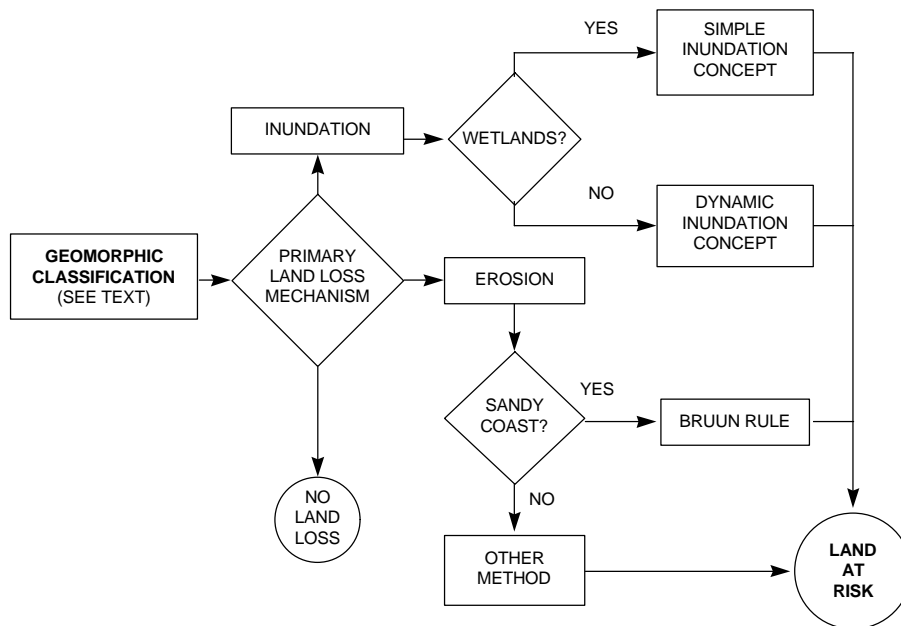 YES
SIMPLE
INUNDATION
CONCEPT
INUNDATION
WETLANDS?
NO
DYNAMIC
INUNDATION
CONCEPT
GEOMORPHIC
CLASSIFICATION
(SEE TEXT)
PRIMARY
LAND LOSS
MECHANISM
EROSION
YES
SANDY
COAST?
BRUUN RULE
NO
NO
LAND
LOSS
OTHER
METHOD
LAND
AT
RISK